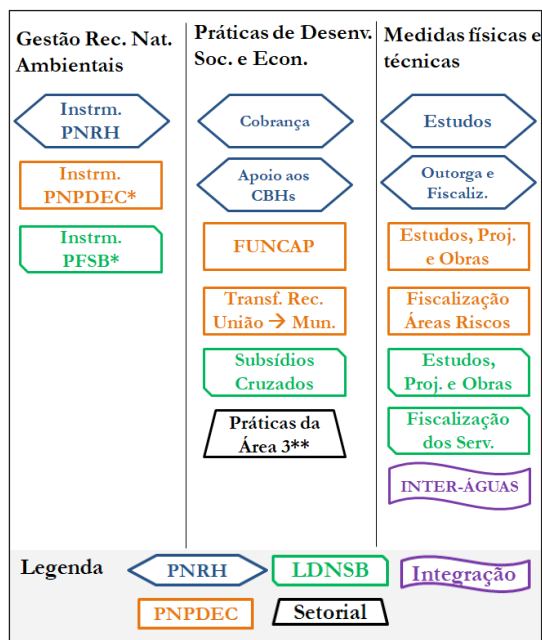 Gestão Rec. Nat.
Ambientais
Instrm.
PNRH
Instrm.
PNPDEC*
Instrm.
PFSB*
Práticas de Desenv.
Soc. e Econ.
Cobrança
Apoio aos
CBHs
FUNCAP
Transf. Rec.
União → Mun.
Subsídios
Cruzados
Práticas da
Área 3**
Medidas físicas e
técnicas
Estudos
Outorga e
Fiscaliz.
Estudos, Proj.
e Obras
Fiscalização
Áreas Riscos
Estudos,
Proj. e Obras
Fiscalização
dos Serv.
INTER-ÁGUAS
Legenda
PNRH
LDNSB
Integração
PNPDEC
Setorial